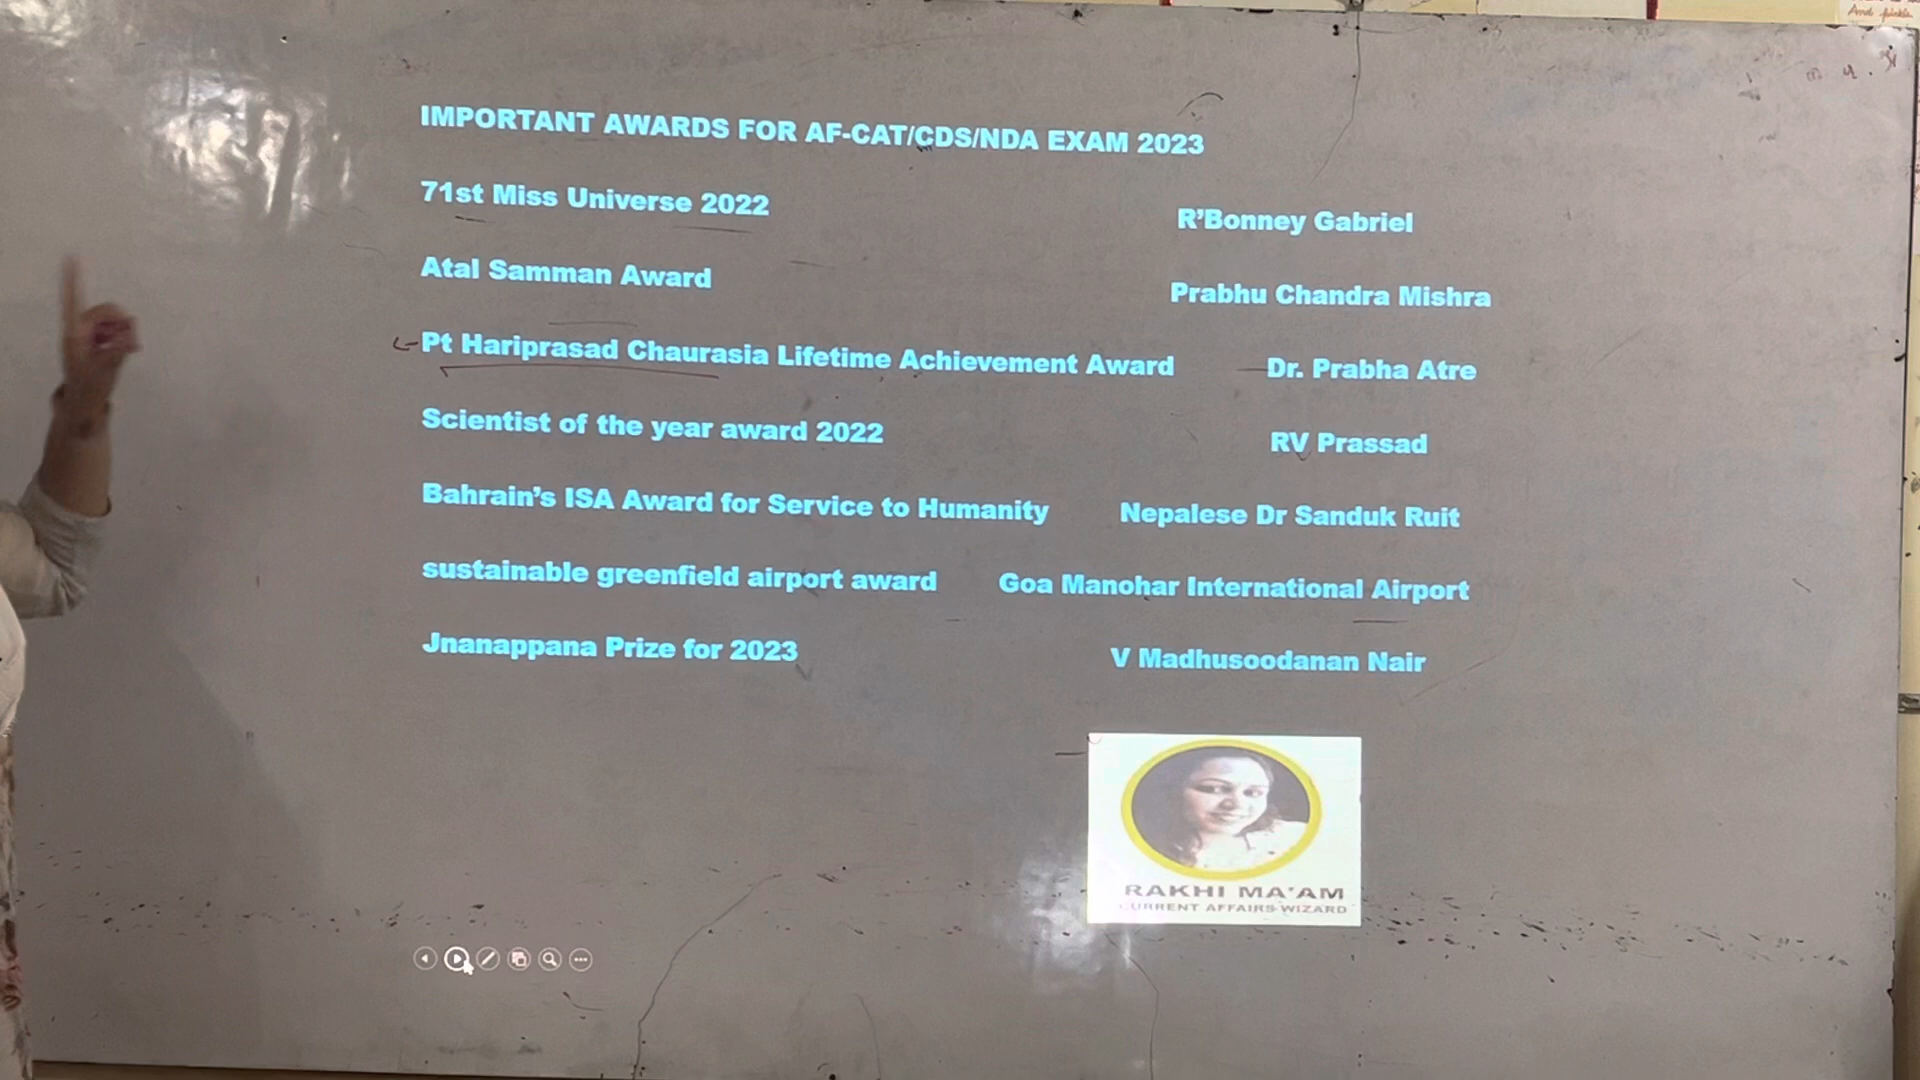 And pinkle
IMPORTANT AWARDS FOR AF-CAT/CDS/NDA EXAM 2023
71st Miss Universe 2022 R'Bonney Gabriel
Atal Samman Award Prabhu Chandra Mishra
Pt Hariprasad Chaurasia Lifetime Achievement Award Dr. Prabha Atre
Scientist of the year award 2022 RV Prassad
Bahrain's ISA Award for Service to Humanity Nepalese Dr Sanduk Ruit
sustainable greenfield airport award Goa Manohar International Airport
Jnanappana Prize for 2023 V Madhusoodanan Nair
RAKHI MA'AM
CURRENT AFFAIRS WIZARD